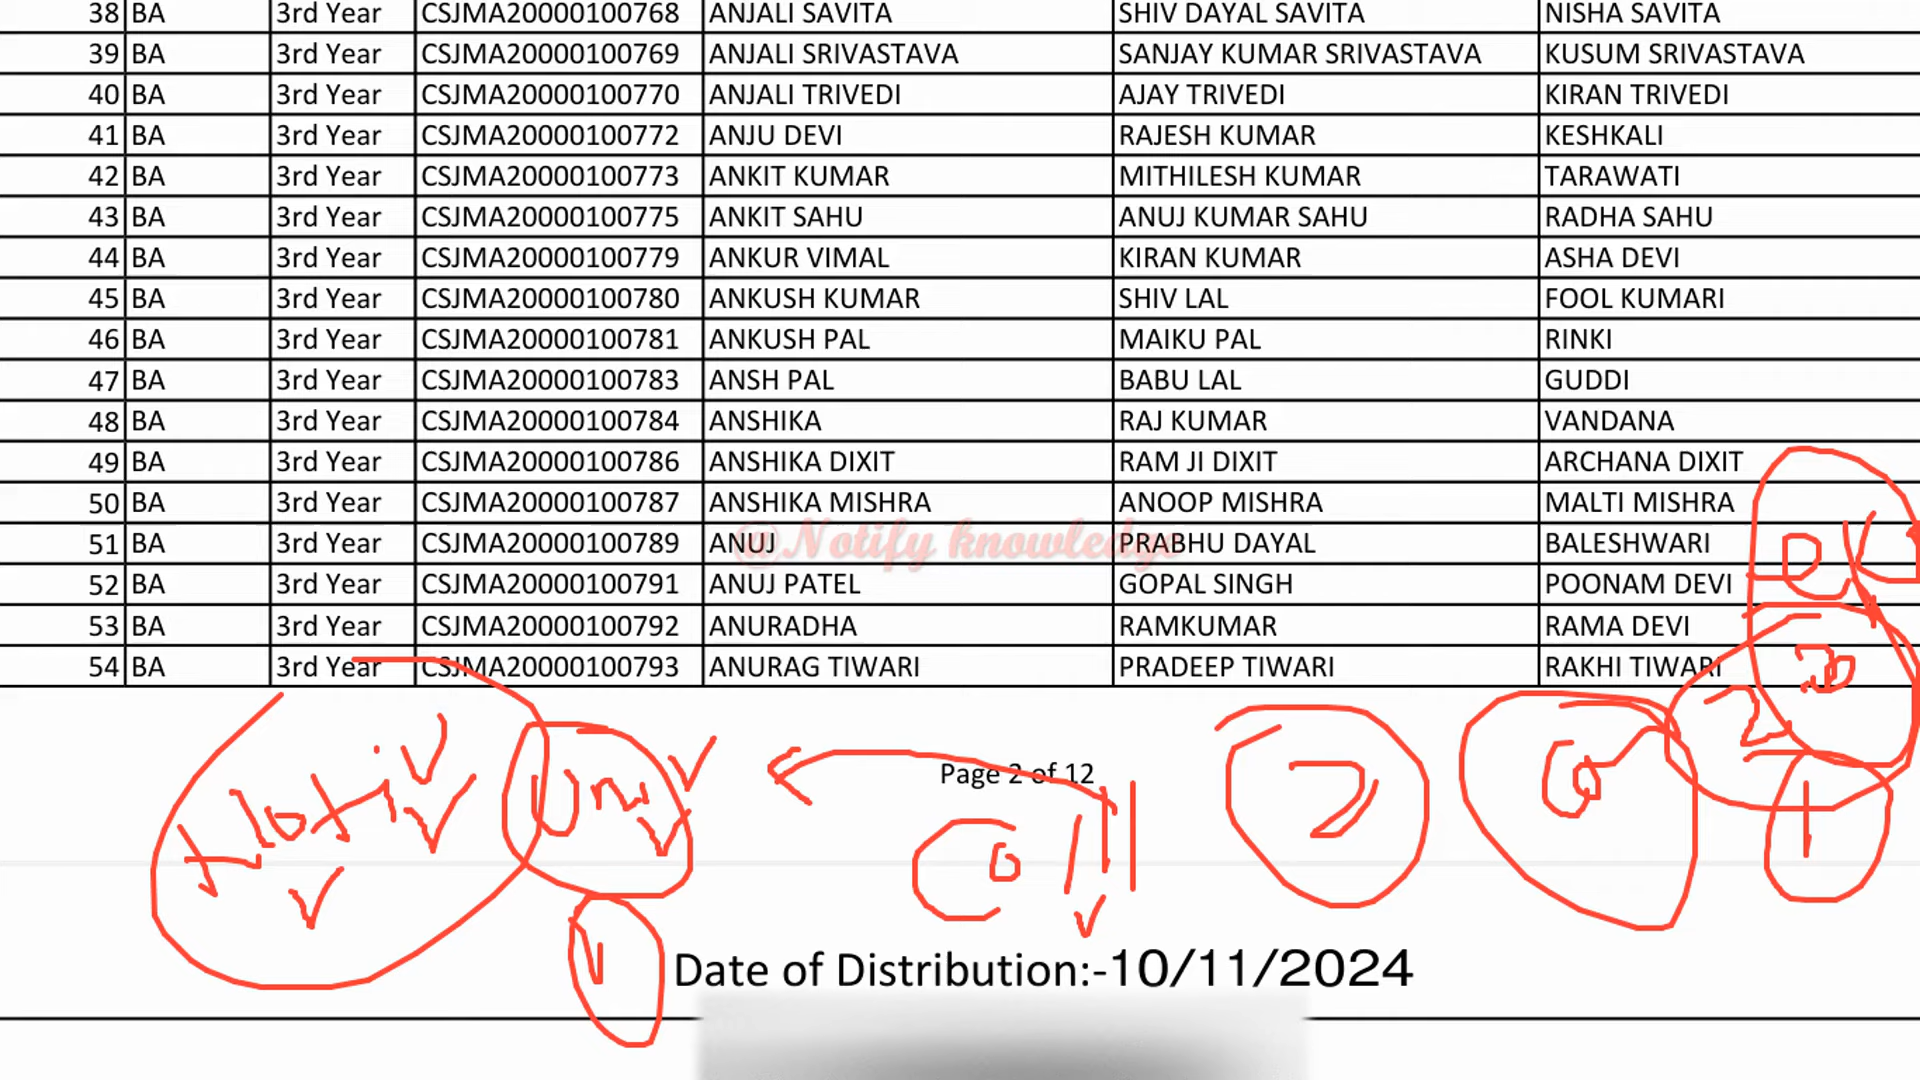 38 BA 3rd Year CSJMA20000100768 ANJALI SAVITA SHIV DAYAL SAVITA NISHA SAVITA
39 BA 3rd Year CSJMA20000100769 ANJALI SRIVASTAVA SANJAY KUMAR SRIVASTAVA KUSUM SRIVASTAVA
40 BA 3rd Year CSJMA20000100770 ANJALI TRIVEDI AJAY TRIVEDI KIRAN TRIVEDI
41 BA 3rd Year CSJMA20000100772 ANJU DEVI RAJESH KUMAR KESHKALI
42 BA 3rd Year CSJMA20000100773 ANKIT KUMAR MITHILESH KUMAR TARAWATI
43 BA 3rd Year CSJMA20000100775 ANKIT SAHU ANUJ KUMAR SAHU RADHA SAHU
44 BA 3rd Year CSJMA20000100779 ANKUR VIMAL KIRAN KUMAR ASHA DEVI
45 BA 3rd Year CSJMA20000100780 ANKUSH KUMAR SHIV LAL FOOL KUMARI
46 BA 3rd Year CSJMA20000100781 ANKUSH PAL MAIKU PAL RINKI
47 BA 3rd Year CSJMA20000100783 ANSH PAL BABU LAL GUDDI
48 BA 3rd Year CSJMA20000100784 ANSHIKA RAJ KUMAR VANDANA
49 BA 3rd Year CSJMA20000100786 ANSHIKA DIXIT RAM JI DIXIT ARCHANA DIXIT
50 BA 3rd Year CSJMA20000100787 ANSHIKA MISHRA ANOOP MISHRA MALTI MISHRA
51 BA 3rd Year CSJMA20000100789 ANUJ PRABHU DAYAL BALESHWARI
@Notify knowledge
52 BA 3rd Year CSJMA20000100791 ANUJ PATEL GOPAL SINGH POONAM DEVI
53 BA 3rd Year CSJMA20000100792 ANURADHA RAMKUMAR RAMA DEVI
54 BA 3rd Year CSJMA20000100793 ANURAG TIWARI PRADEEP TIWARI RAKHI TIWARI
Page 2 of 12
Date of Distribution:-10/11/2024